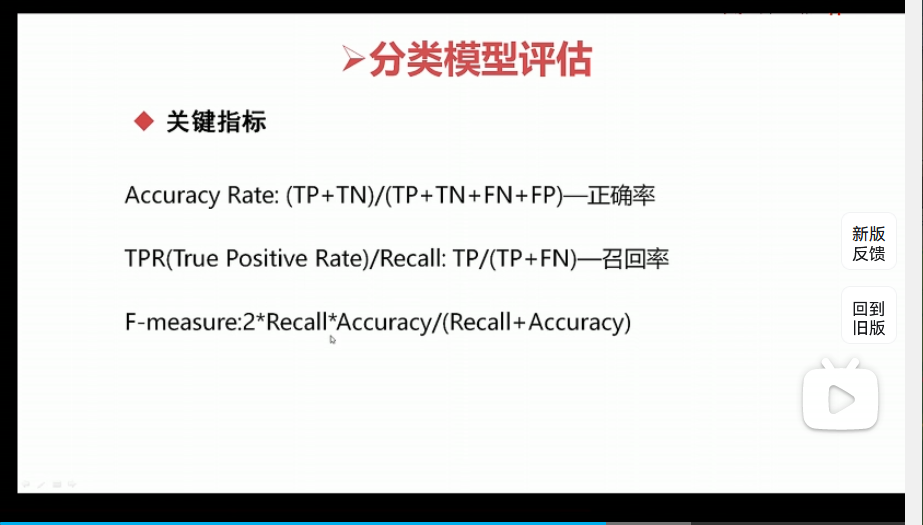 ➢分类模型评估
◆ 关键指标
Accuracy Rate: (TP+TN)/(TP+TN+FN+FP)—正确率
TPR(True Positive Rate)/Recall: TP/(TP+FN)—召回率
F-measure:2*Recall*Accuracy/(Recall+Accuracy)
新版
反馈
回到
旧版